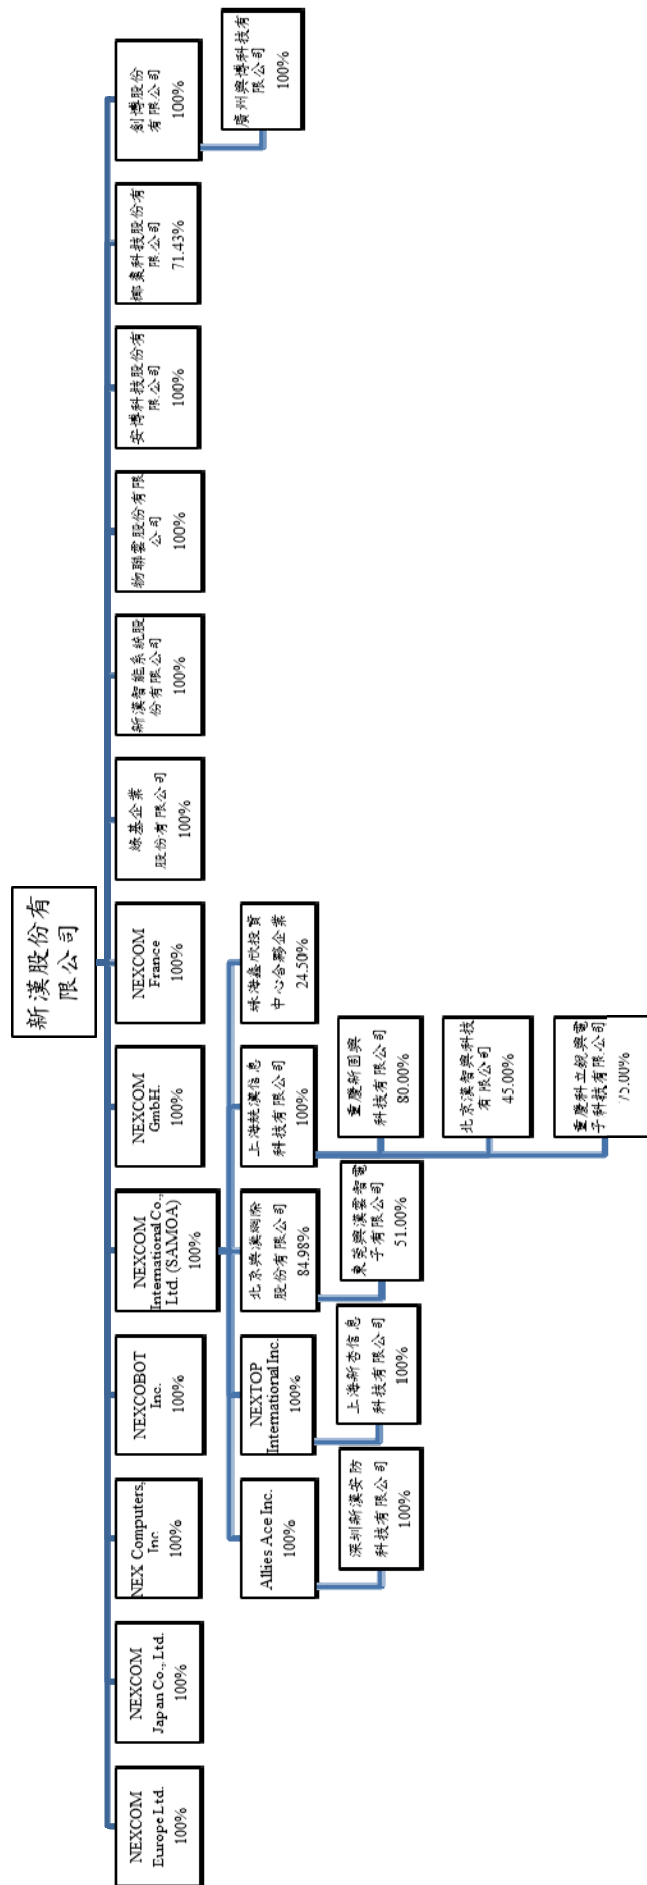 新漢股份有
限公司
NEXCOM
Europe Ltd.
100%
NEXCOM
Japan Co., Ltd.
100%
NEX Computers,
Inc.
100%
NEXCOBOT
Inc.
100%
NEXCOM
International Co.,
Ltd. (SAMOA)
100%
NEXCOM
GmbH.
100%
NEXCOM
France
100%
綠基企業
股份有限公司
100%
新漢智能系統股
份有限公司
100%
物聯雲股份有限
公司
100%
安博科技股份有
限公司
100%
椰棗科技股份有
限公司
71.43%
創博股份
有限公司
100%
Allies Ace Inc.
100%
NEXTOP
International Inc.
100%
北京興漢網際
股份有限公司
84.98%
上海競漢信息
科技有限公司
100%
珠海鑫欣投資
中心合夥企業
24.50%
廣州興博科技有
限公司
100%
深圳新漢安防
科技有限公司
100%
上海新杏信息
科技有限公司
100%
東莞興漢雲智電
子有限公司
51.00%
重慶新固興
科技有限公司
80.00%
北京漢智興科技
有限公司
45.00%
重慶科立銳興電
子科技有限公司
75.00%